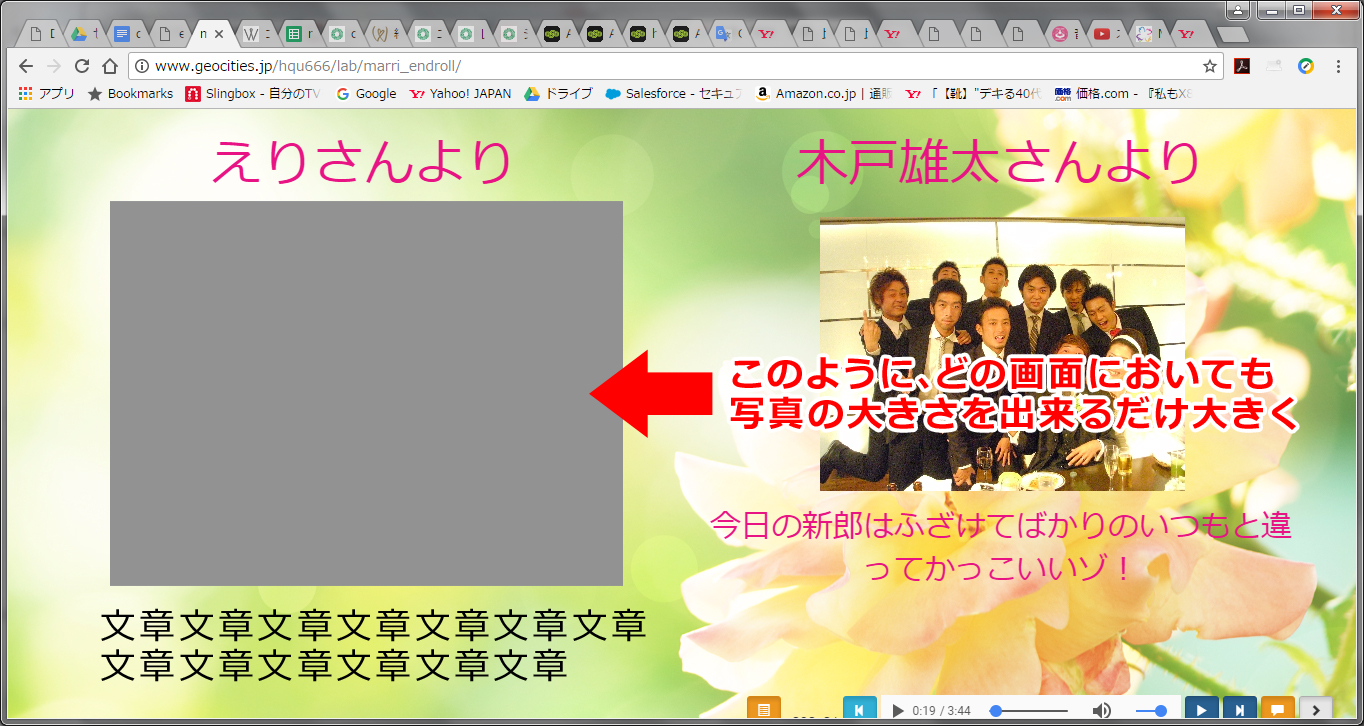 www.geocities.jp/hqu666/lab/marri_endroll/
アプリ Bookmarks Slingbox - 自分のTV Google Yahoo! JAPAN ドライブ Salesforce - セキュ Amazon.co.jp | 通販 「【靴】"デキる40代 価格.com - 『私もX
えりさんより
木戸雄太さんより
このように、どの画面においても
写真の大きさを出来るだけ大きく
今日の新郎はふざけてばかりのいつもと違
ってかっこいいゾ！
文章文章文章文章文章文章文章
文章文章文章文章文章文章
0:19 / 3:44